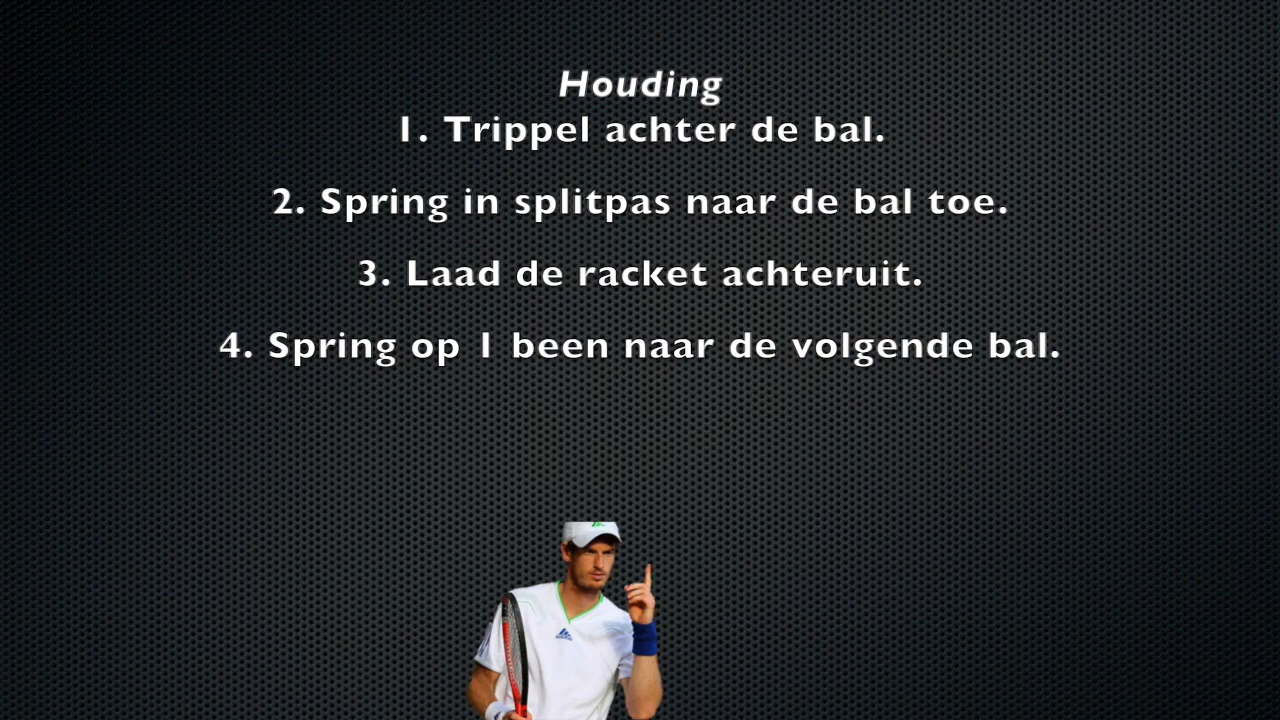 Houding
1. Trippel achter de bal.
2. Spring in splitpas naar de bal toe.
3. Laad de racket achteruit.
4. Spring op 1 been naar de volgende bal.